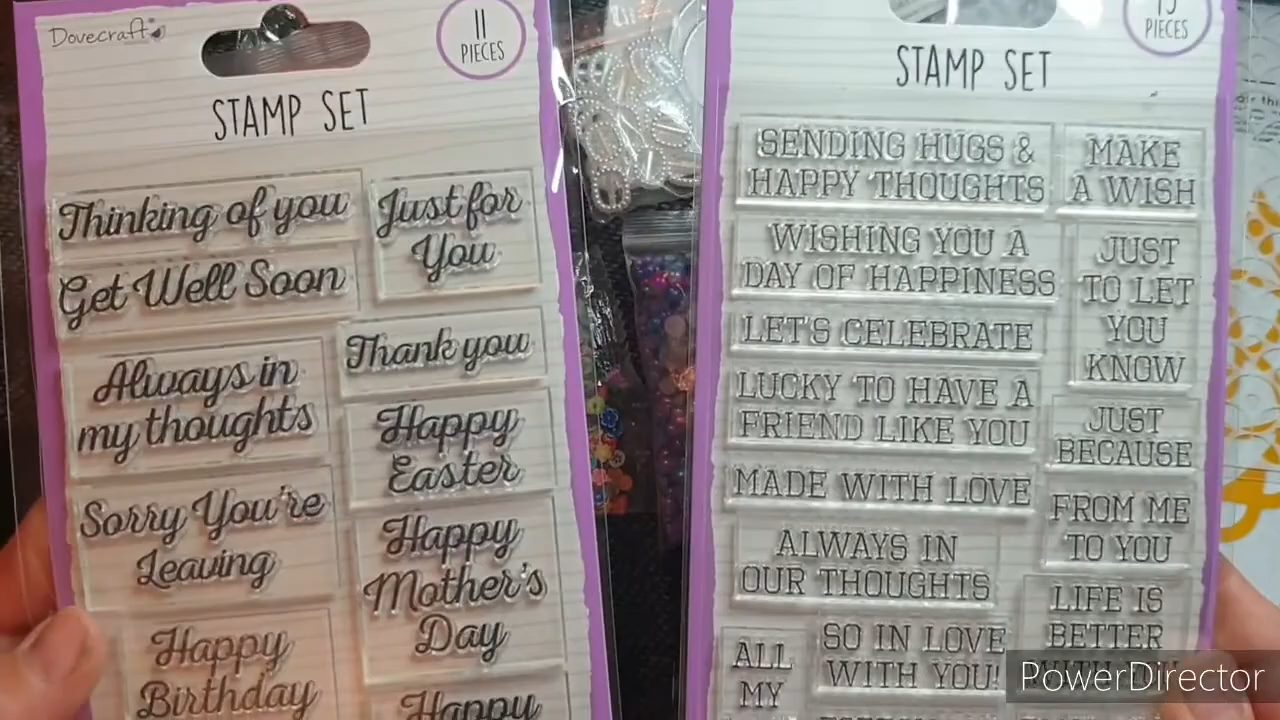 Dovecraft
11
PIECES
STAMP SET
Thinking of you
Just for
You
Get Well Soon
Thank you
Always in
my thoughts
Happy
Easter
Sorry You're
Leaving
Happy
Mother's
Day
Happy
Birthday
Happy
PIECES
STAMP SET
SENDING HUGS &
HAPPY THOUGHTS
MAKE
A WISH
WISHING YOU A
DAY OF HAPPINESS
JUST
TO LET
YOU
KNOW
LET'S CELEBRATE
LUCKY TO HAVE A
FRIEND LIKE YOU
JUST
BECAUSE
MADE WITH LOVE
FROM ME
TO YOU
ALWAYS IN
OUR THOUGHTS
LIFE IS
BETTER
WITH YOU
SO IN LOVE
WITH YOU!
ALL
MY
PowerDirector